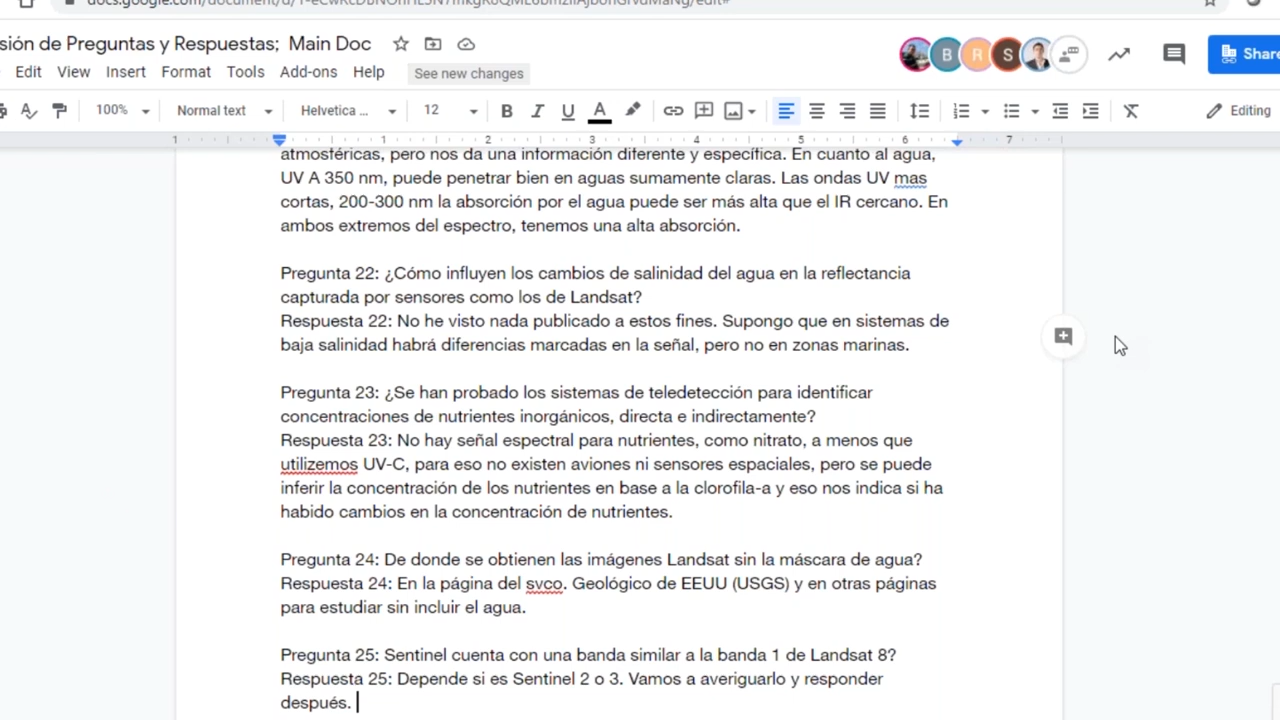 sión de Preguntas y Respuestas; Main Doc
Edit View Insert Format Tools Add-ons Help See new changes
B R S
Share
100% Normal text Helvetica ... 12 B I U A Editing
1 1 2 3 4 5 6 7
atmosféricas, pero nos da una información diferente y específica. En cuanto al agua,
UV A 350 nm, puede penetrar bien en aguas sumamente claras. Las ondas UV mas
cortas, 200-300 nm la absorción por el agua puede ser más alta que el IR cercano. En
ambos extremos del espectro, tenemos una alta absorción.
Pregunta 22: ¿Cómo influyen los cambios de salinidad del agua en la reflectancia
capturada por sensores como los de Landsat?
Respuesta 22: No he visto nada publicado a estos fines. Supongo que en sistemas de
baja salinidad habrá diferencias marcadas en la señal, pero no en zonas marinas.
Pregunta 23: ¿Se han probado los sistemas de teledetección para identificar
concentraciones de nutrientes inorgánicos, directa e indirectamente?
Respuesta 23: No hay señal espectral para nutrientes, como nitrato, a menos que
utilizemos UV-C, para eso no existen aviones ni sensores espaciales, pero se puede
inferir la concentración de los nutrientes en base a la clorofila-a y eso nos indica si ha
habido cambios en la concentración de nutrientes.
Pregunta 24: De donde se obtienen las imágenes Landsat sin la máscara de agua?
Respuesta 24: En la página del svco. Geológico de EEUU (USGS) y en otras páginas
para estudiar sin incluir el agua.
Pregunta 25: Sentinel cuenta con una banda similar a la banda 1 de Landsat 8?
Respuesta 25: Depende si es Sentinel 2 o 3. Vamos a averiguarlo y responder
después.